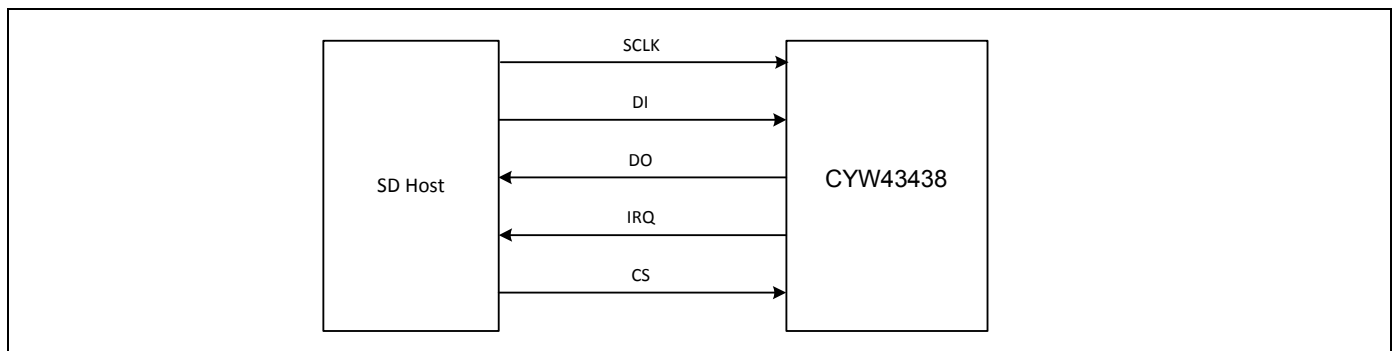 SCLK
DI
DO
SD Host
CYW43438
IRQ
CS